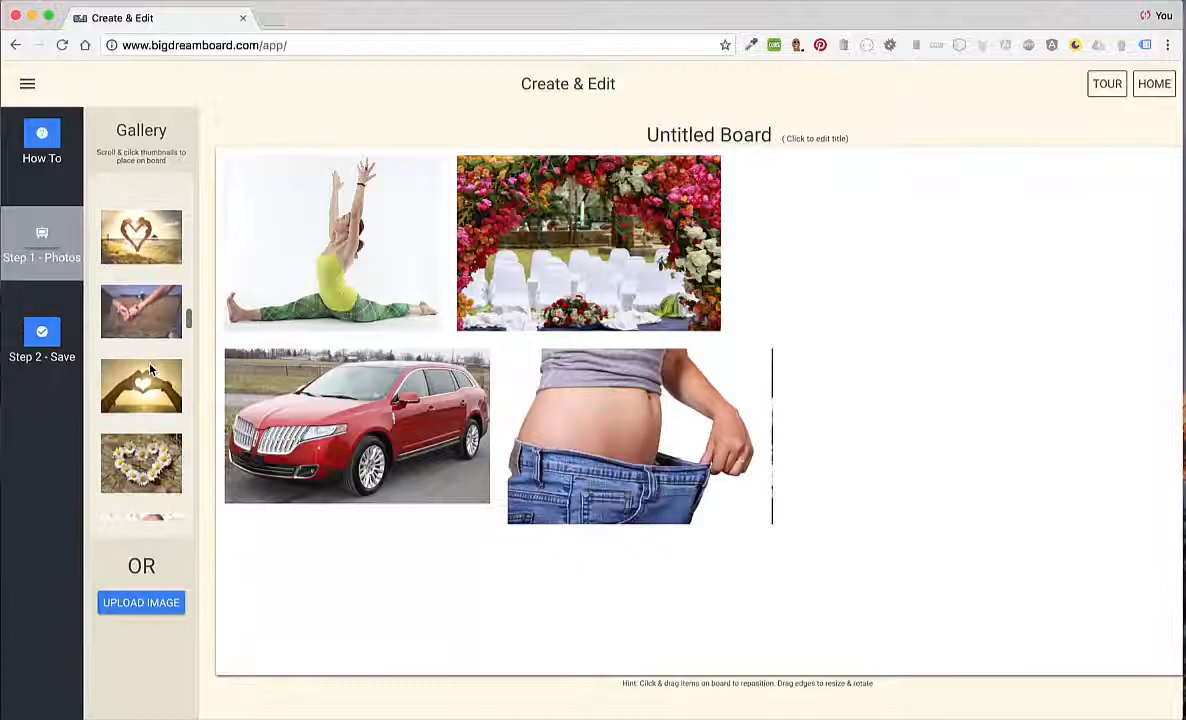 Create & Edit
You
www.bigdreamboard.com/app/
Create & Edit
TOUR
HOME
How To
Step 1 - Photos
Step 2 - Save
Gallery
Scroll & click thumbnails to
place on board
OR
UPLOAD IMAGE
Untitled Board
( Click to edit title)
Hint: Click & drag items on board to reposition. Drag edges to resize & rotate